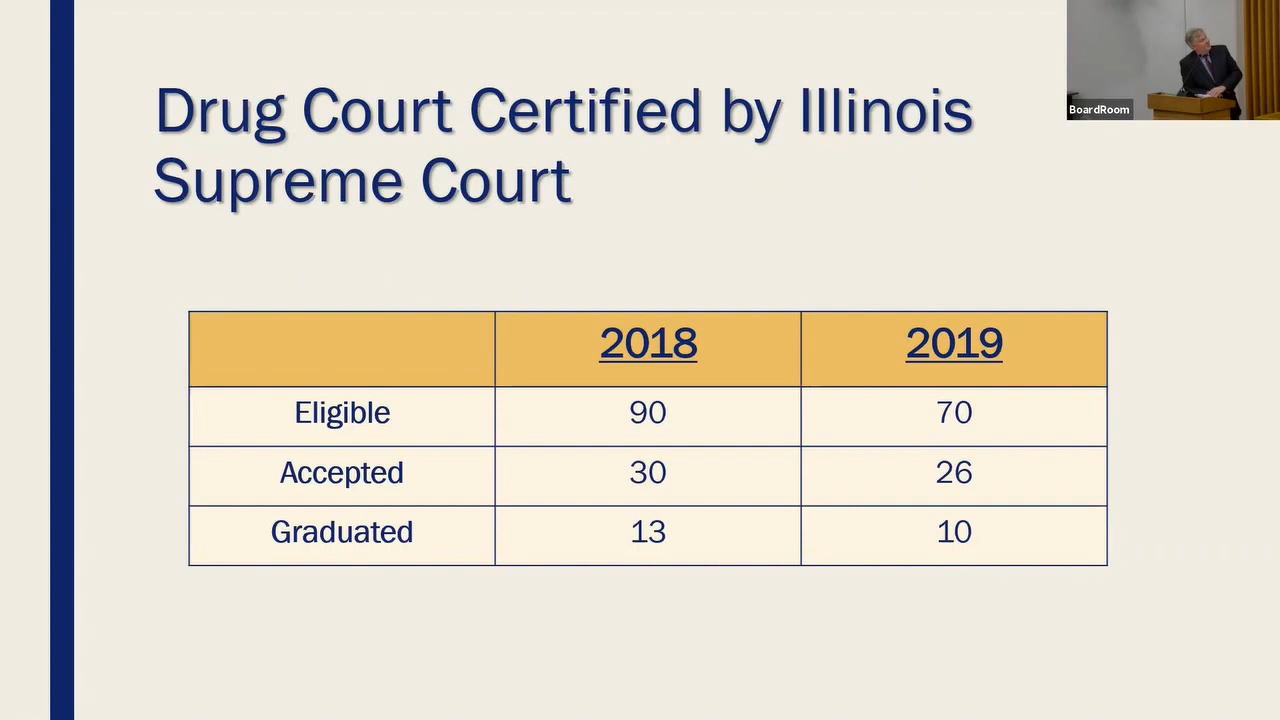 Drug Court Certified by Illinois
Supreme Court
BoardRoom
2018 2019
Eligible 90 70
Accepted 30 26
Graduated 13 10